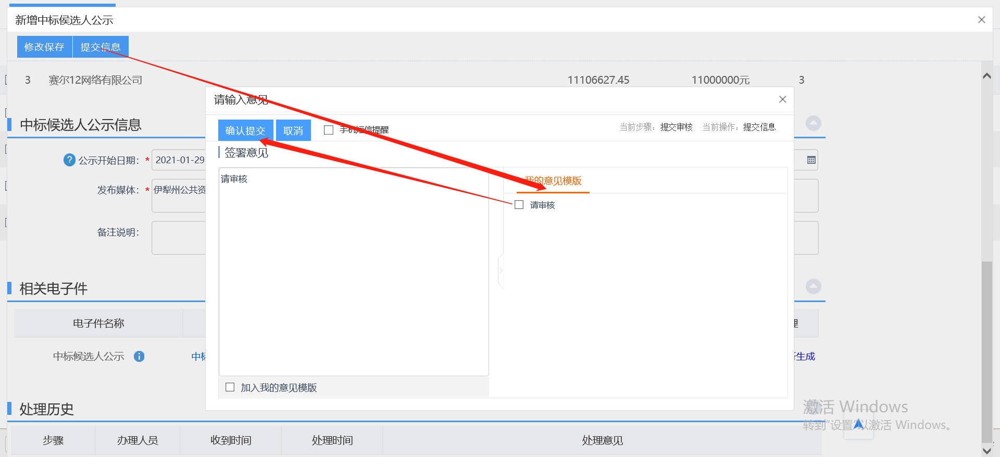 新增中标侯选人公示
修改保存 提交信息
3 赛尔12网络有限公司 11106627.45 11000000元 3
请输入意见
确认提交 取消 手机短信提醒 当前步骤：提交审核 当前操作：提交信息
中标候选人公示信息
签署意见
公示开始日期：* 2021-01-29
请审核
我的意见模版
发布媒体：* 伊犁州公共资
请审核
备注说明：
相关电子件
电子件名称 理
中标候选人公示 中标 生成
加入我的意见模版
处理历史
激活 Windows
转到"设置"以激活 Windows。
步骤 办理人员 收到时间 处理时间 处理意见